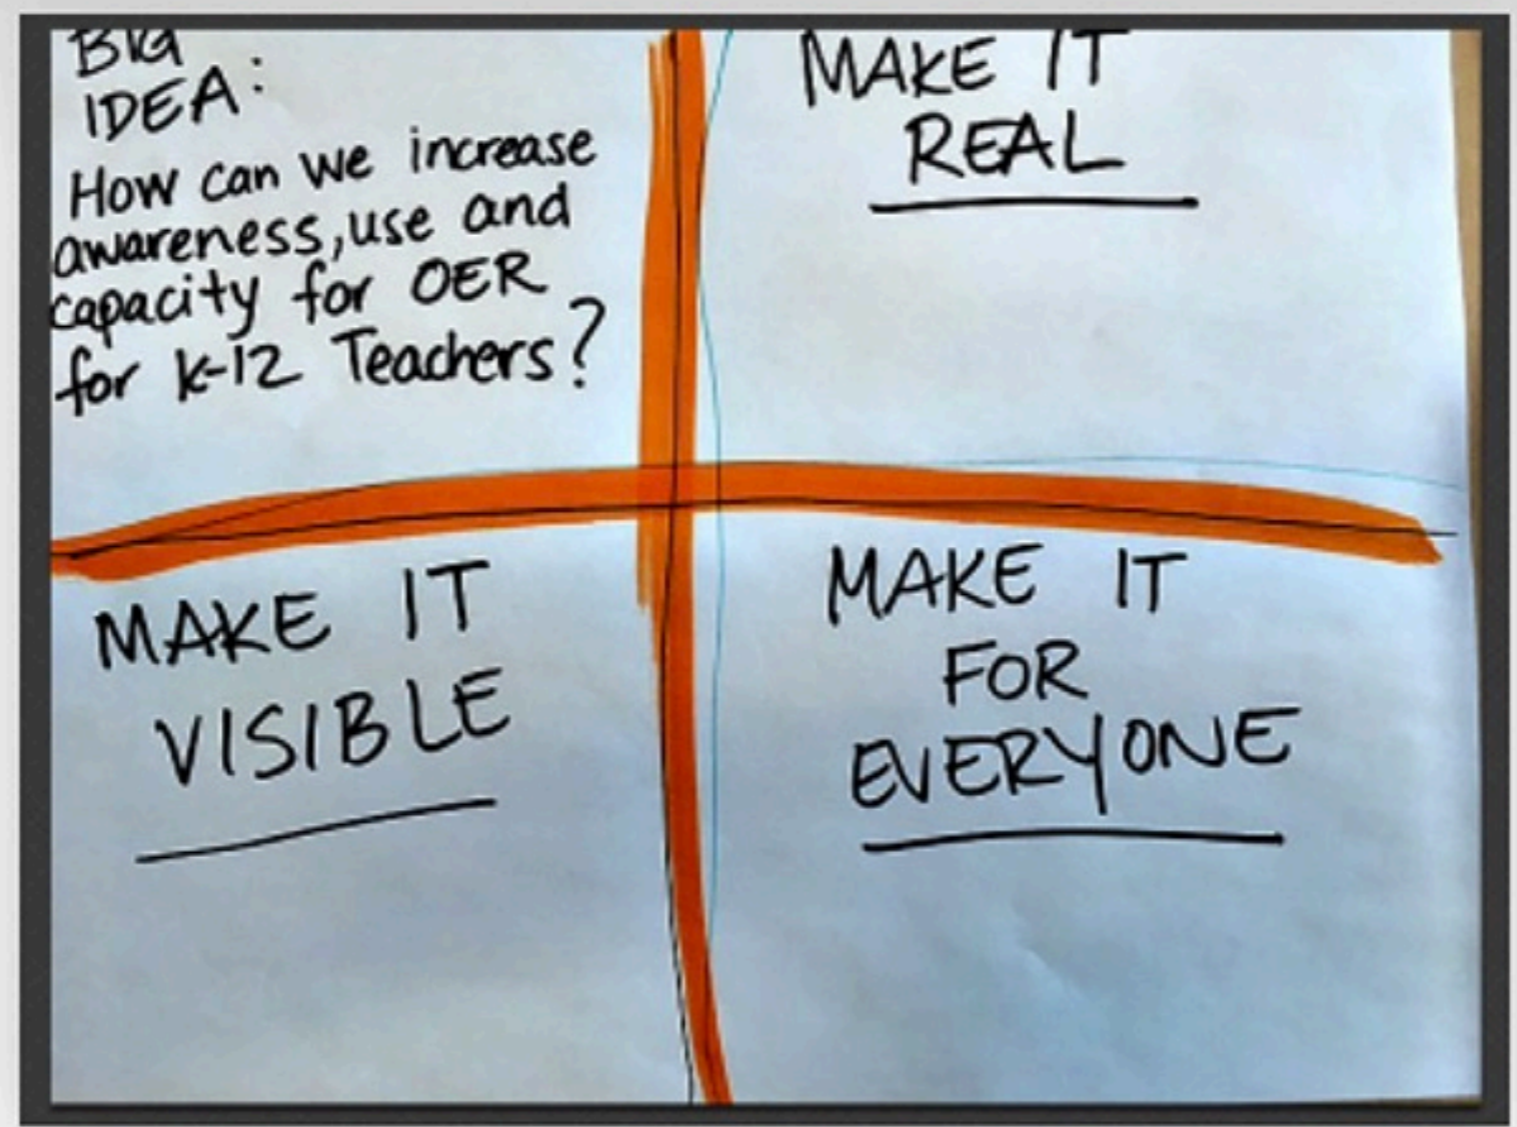 BIG
IDEA:
How can we increase
awareness, use and
capacity for OER
for K-12 Teachers?
MAKE IT
REAL
MAKE IT
VISIBLE
MAKE IT
FOR
EVERYONE